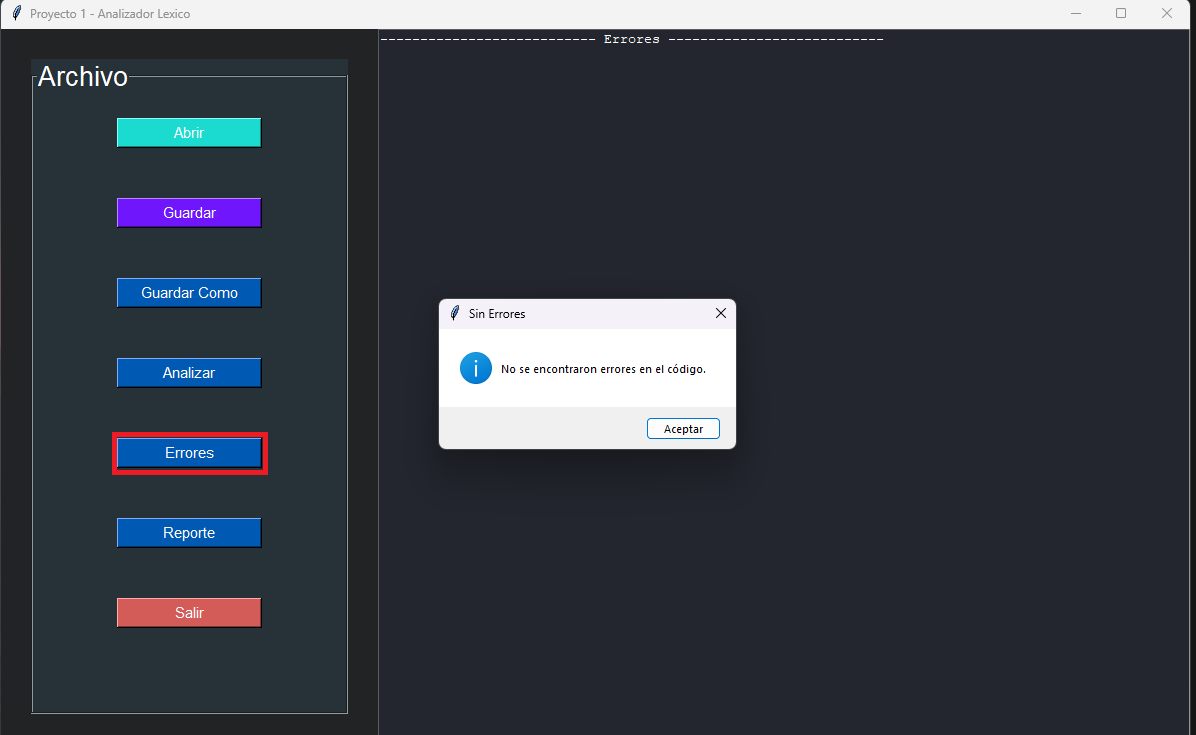 Proyecto 1 - Analizador Lexico
Archivo
Abrir
Guardar
Guardar Como
Analizar
Errores
Reporte
Salir
--------------------------- Errores ---------------------------
Sin Errores
No se encontraron errores en el código.
Aceptar